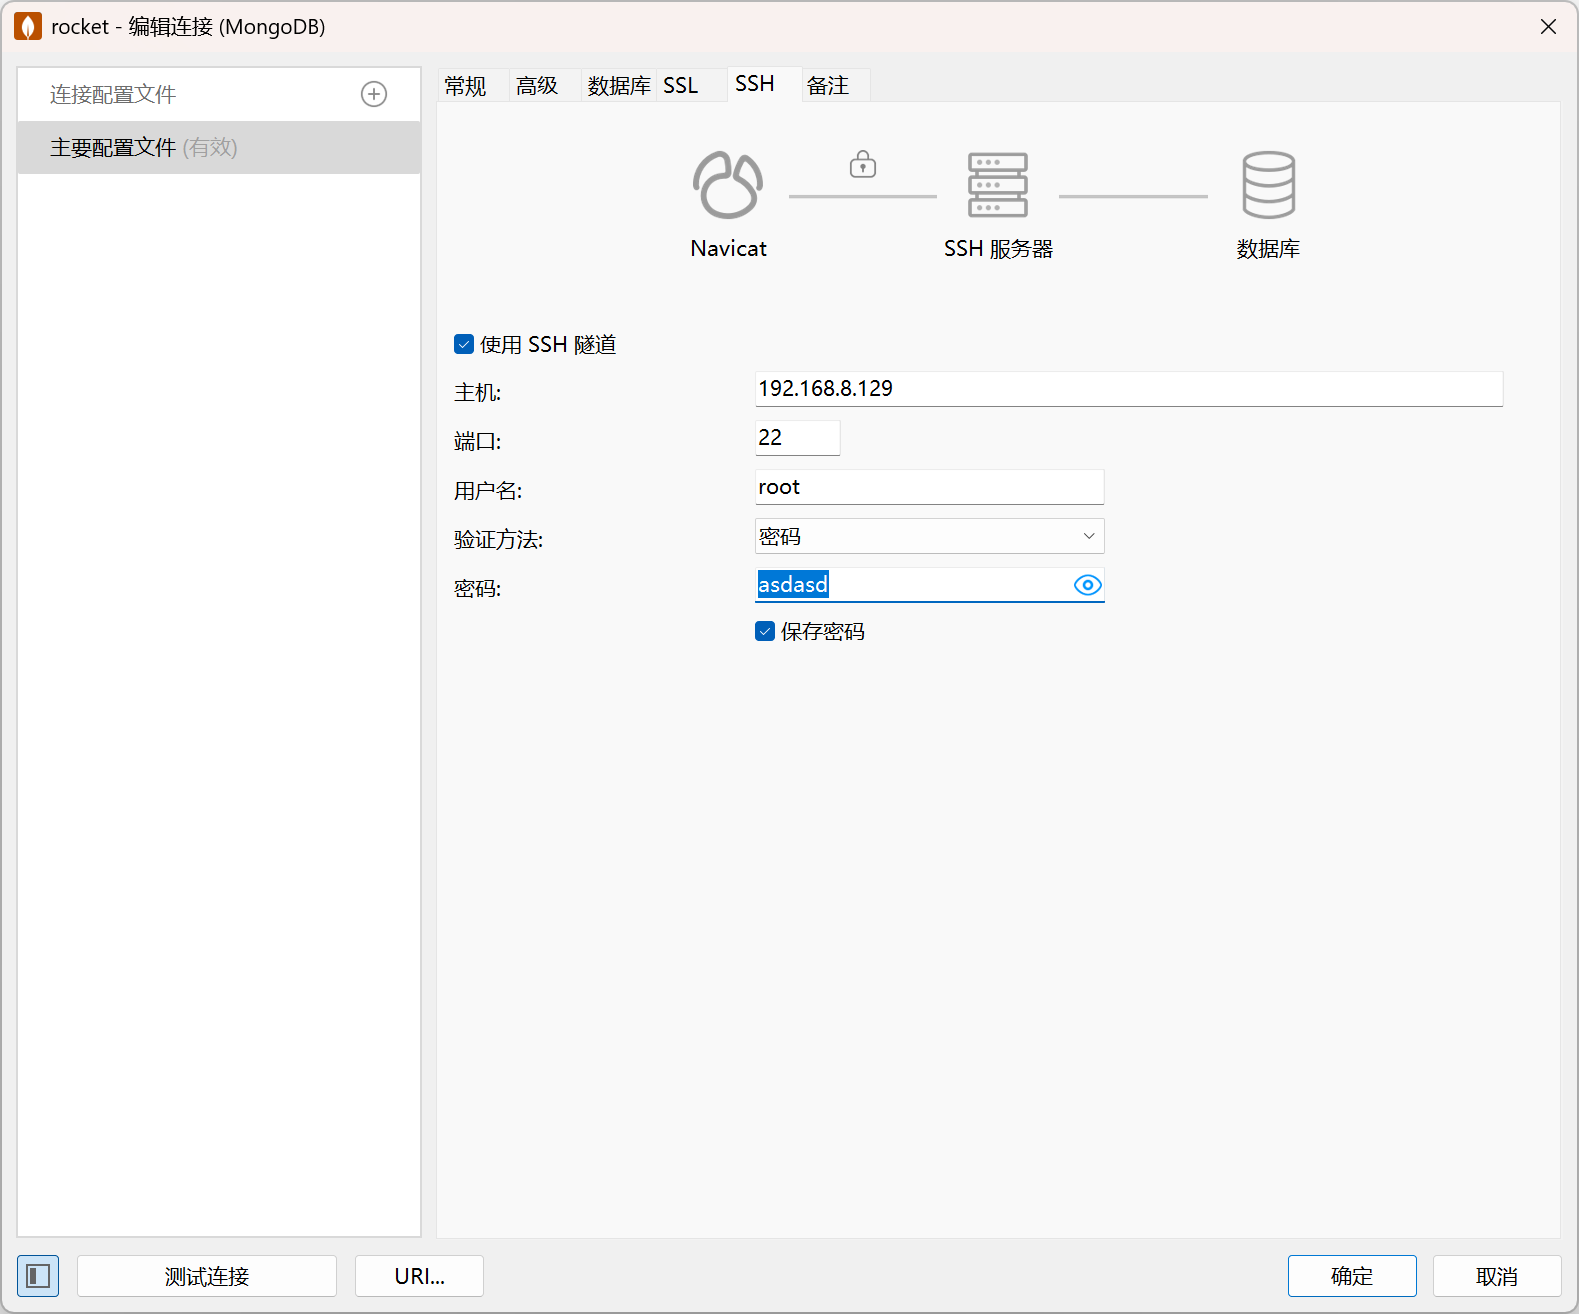 rocket - 编辑连接 (MongoDB)
连接配置文件
主要配置文件 (有效)
常规 高级 数据库 SSL SSH 备注
Navicat SSH 服务器 数据库
使用 SSH 隧道
主机: 192.168.8.129
端口: 22
用户名: root
验证方法: 密码
密码: asdasd
保存密码
测试连接 URI... 确定 取消